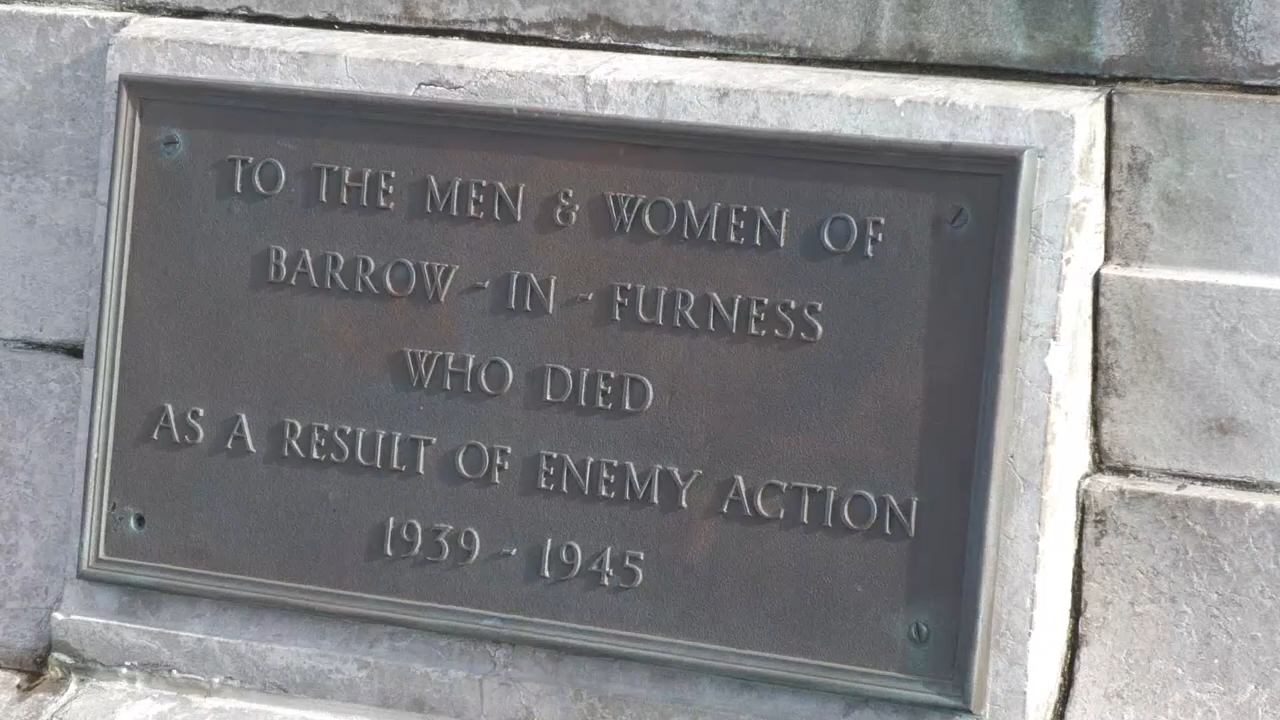 TO THE MEN & WOMEN OF
BARROW - IN - FURNESS
WHO DIED
AS A RESULT OF ENEMY ACTION
1939 - 1945